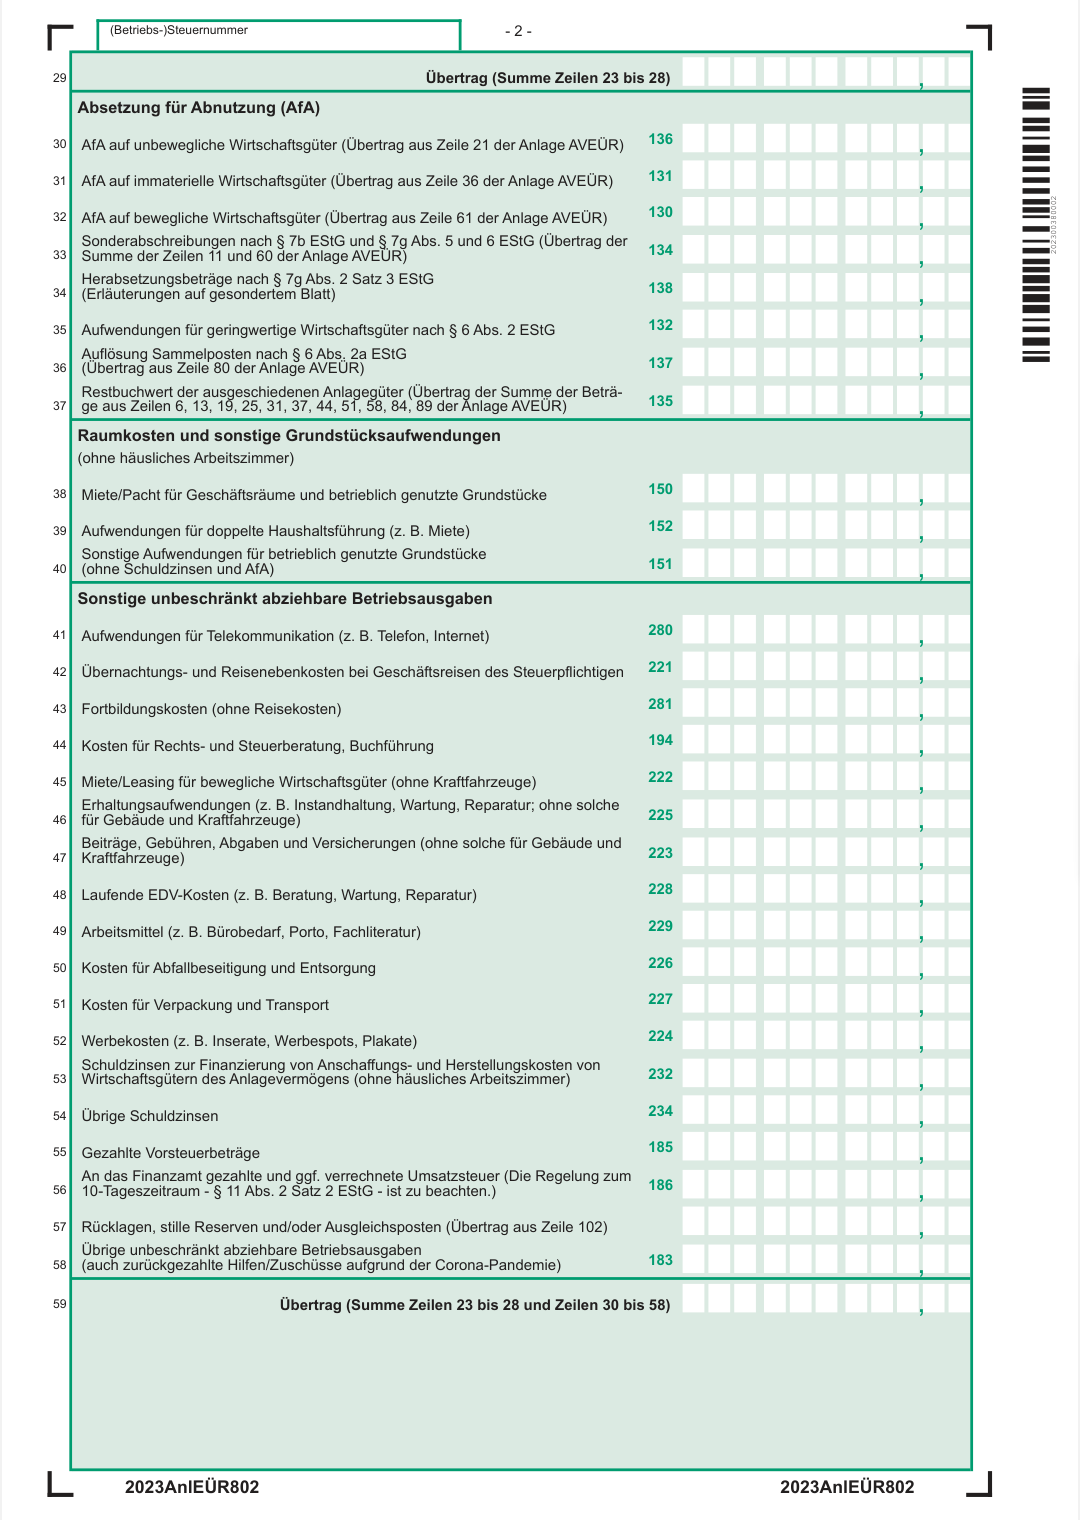 (Betriebs-)Steuernummer
- 2 -
29 Übertrag (Summe Zeilen 23 bis 28) ,
Absetzung für Abnutzung (AfA)
30 AfA auf unbewegliche Wirtschaftsgüter (Übertrag aus Zeile 21 der Anlage AVEÜR) 136 ,
31 AfA auf immaterielle Wirtschaftsgüter (Übertrag aus Zeile 36 der Anlage AVEÜR) 131 ,
32 AfA auf bewegliche Wirtschaftsgüter (Übertrag aus Zeile 61 der Anlage AVEÜR) 130 ,
Sonderabschreibungen nach § 7b EStG und § 7g Abs. 5 und 6 EStG (Übertrag der
33 Summe der Zeilen 11 und 60 der Anlage AVEÜR) 134 ,
Herabsetzungsbeträge nach § 7g Abs. 2 Satz 3 EStG
34 (Erläuterungen auf gesondertem Blatt) 138 ,
35 Aufwendungen für geringwertige Wirtschaftsgüter nach § 6 Abs. 2 EStG 132 ,
Auflösung Sammelposten nach § 6 Abs. 2a EStG
36 (Übertrag aus Zeile 80 der Anlage AVEÜR) 137 ,
Restbuchwert der ausgeschiedenen Anlagegüter (Übertrag der Summe der Beträ-
37 ge aus Zeilen 6, 13, 19, 25, 31, 37, 44, 51, 58, 84, 89 der Anlage AVEÜR) 135 ,
Raumkosten und sonstige Grundstücksaufwendungen
(ohne häusliches Arbeitszimmer)
38 Miete/Pacht für Geschäftsräume und betrieblich genutzte Grundstücke 150 ,
39 Aufwendungen für doppelte Haushaltsführung (z. B. Miete) 152 ,
Sonstige Aufwendungen für betrieblich genutzte Grundstücke
40 (ohne Schuldzinsen und AfA) 151 ,
Sonstige unbeschränkt abziehbare Betriebsausgaben
41 Aufwendungen für Telekommunikation (z. B. Telefon, Internet) 280 ,
42 Übernachtungs- und Reisenebenkosten bei Geschäftsreisen des Steuerpflichtigen 221 ,
43 Fortbildungskosten (ohne Reisekosten) 281 ,
44 Kosten für Rechts- und Steuerberatung, Buchführung 194 ,
45 Miete/Leasing für bewegliche Wirtschaftsgüter (ohne Kraftfahrzeuge) 222 ,
Erhaltungsaufwendungen (z. B. Instandhaltung, Wartung, Reparatur; ohne solche
46 für Gebäude und Kraftfahrzeuge) 225 ,
Beiträge, Gebühren, Abgaben und Versicherungen (ohne solche für Gebäude und
47 Kraftfahrzeuge) 223 ,
48 Laufende EDV-Kosten (z. B. Beratung, Wartung, Reparatur) 228 ,
49 Arbeitsmittel (z. B. Bürobedarf, Porto, Fachliteratur) 229 ,
50 Kosten für Abfallbeseitigung und Entsorgung 226 ,
51 Kosten für Verpackung und Transport 227 ,
52 Werbekosten (z. B. Inserate, Werbespots, Plakate) 224 ,
Schuldzinsen zur Finanzierung von Anschaffungs- und Herstellungskosten von
53 Wirtschaftsgütern des Anlagevermögens (ohne häusliches Arbeitszimmer) 232 ,
54 Übrige Schuldzinsen 234 ,
55 Gezahlte Vorsteuerbeträge 185 ,
An das Finanzamt gezahlte und ggf. verrechnete Umsatzsteuer (Die Regelung zum
56 10-Tageszeitraum - § 11 Abs. 2 Satz 2 EStG - ist zu beachten.) 186 ,
57 Rücklagen, stille Reserven und/oder Ausgleichsposten (Übertrag aus Zeile 102) ,
Übrige unbeschränkt abziehbare Betriebsausgaben
58 (auch zurückgezahlte Hilfen/Zuschüsse aufgrund der Corona-Pandemie) 183 ,
59 Übertrag (Summe Zeilen 23 bis 28 und Zeilen 30 bis 58) ,
2023AnlEÜR802 2023AnlEÜR802
202300380002